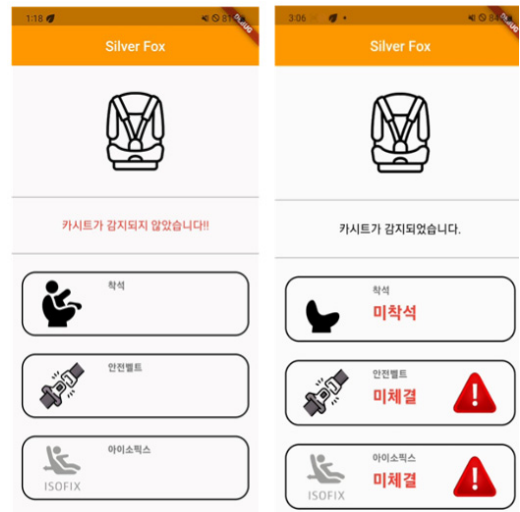 1:18
Silver Fox
카시트가 감지되지 않았습니다!!
착석
안전벨트
아이소픽스
ISOFIX
3:06
Silver Fox
카시트가 감지되었습니다.
착석
미착석
안전벨트
미체결
아이소픽스
미체결
ISOFIX